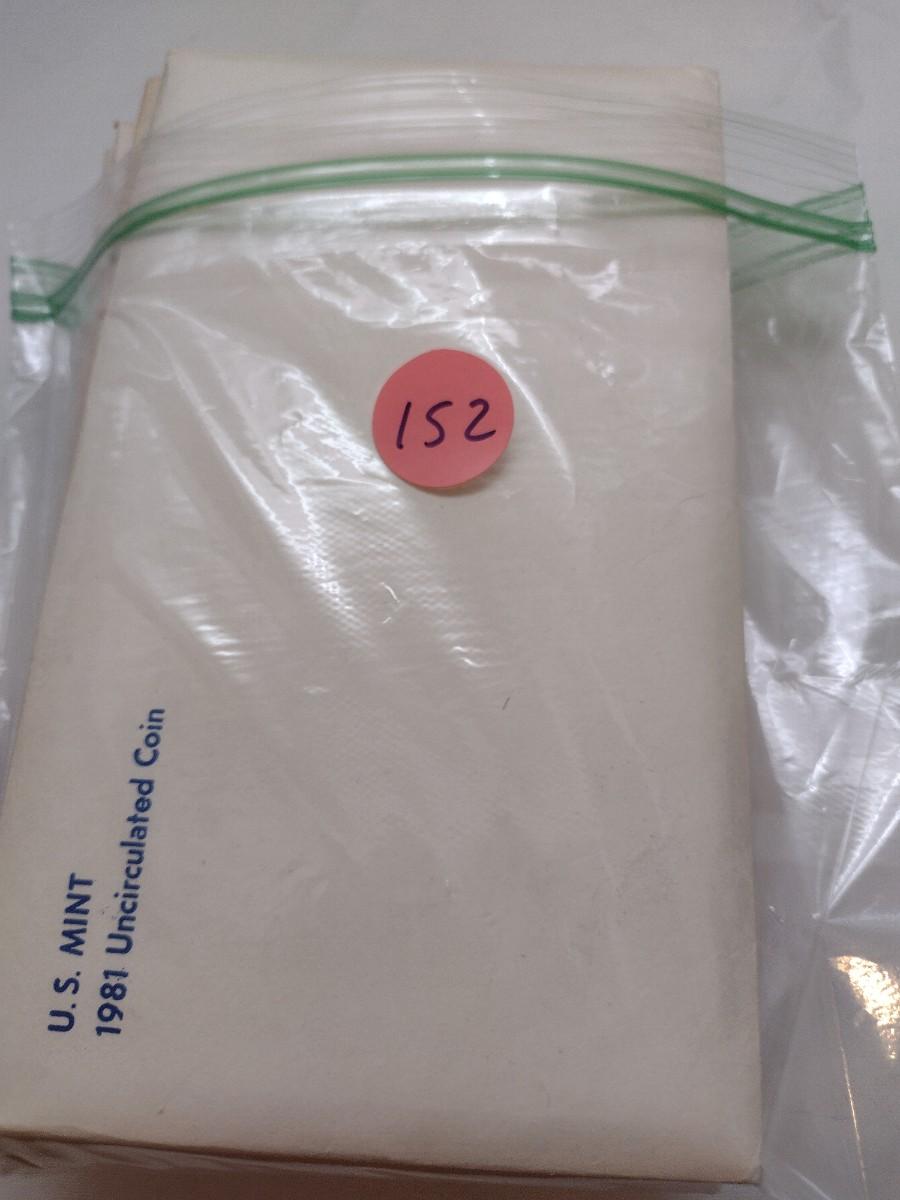 152
U.S. MINT
1981 Uncirculated Coin